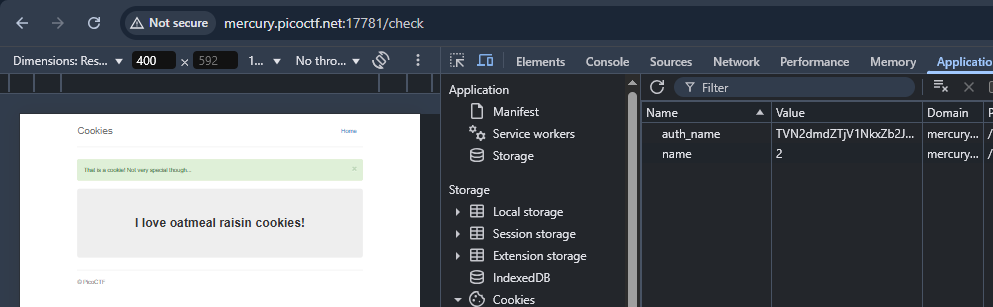 Not secure mercury.picoctf.net:17781/check
Dimensions: Res... 400 × 592 1... No thro...
Elements Console Sources Network Performance Memory Applicatio
Cookies Home
That is a cookie! Not very special though... ×
I love oatmeal raisin cookies!
© PicoCTF
Application
Manifest
Service workers
Storage
Storage
Local storage
Session storage
Extension storage
IndexedDB
Cookies
Filter
Name Value Domain P
auth_name TVN2dmdZTjV1NkxZb2J... mercury... /
name 2 mercury... /